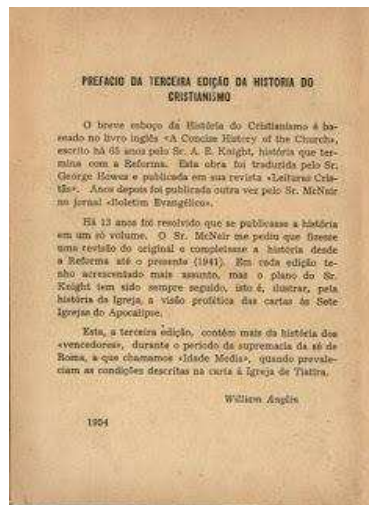 PREFACIO DA TERCEIRA EDIÇÃO DA HISTORIA DO
CRISTIANISMO
O breve esboço da História do Cristianismo é ba-
seado no livro inglês «A Concise History of the Church»,
escrito há 65 anos pelo Sr. A. E. Knight, história que ter-
mina com a Reforma. Esta obra foi traduzida pelo Sr.
George Howes e publicada em sua revista «Leituras Cris-
tãs». Anos depois foi publicada outra vez pelo Sr. McNair
no jornal «Boletim Evangélico».
Há 13 anos foi resolvido que se publicasse a história
em um só volume. O Sr. McNair me pediu que fizesse
uma revisão do original e completasse a história desde
a Reforma até o presente (1941). Em cada edição te-
nho acrescentado mais assunto, mas o plano do Sr.
Knight tem sido sempre seguido, isto é, ilustrar, pela
história da Igreja, a visão profética das cartas às Sete
Igrejas do Apocalipse.
Esta, a terceira edição, contém mais da história dos
«vencedores», durante o período da supremacia da sé de
Roma, a que chamamos «Idade Media», quando prevale-
ciam as condições descritas na carta à Igreja de Tiatira.
William Anglin
1954